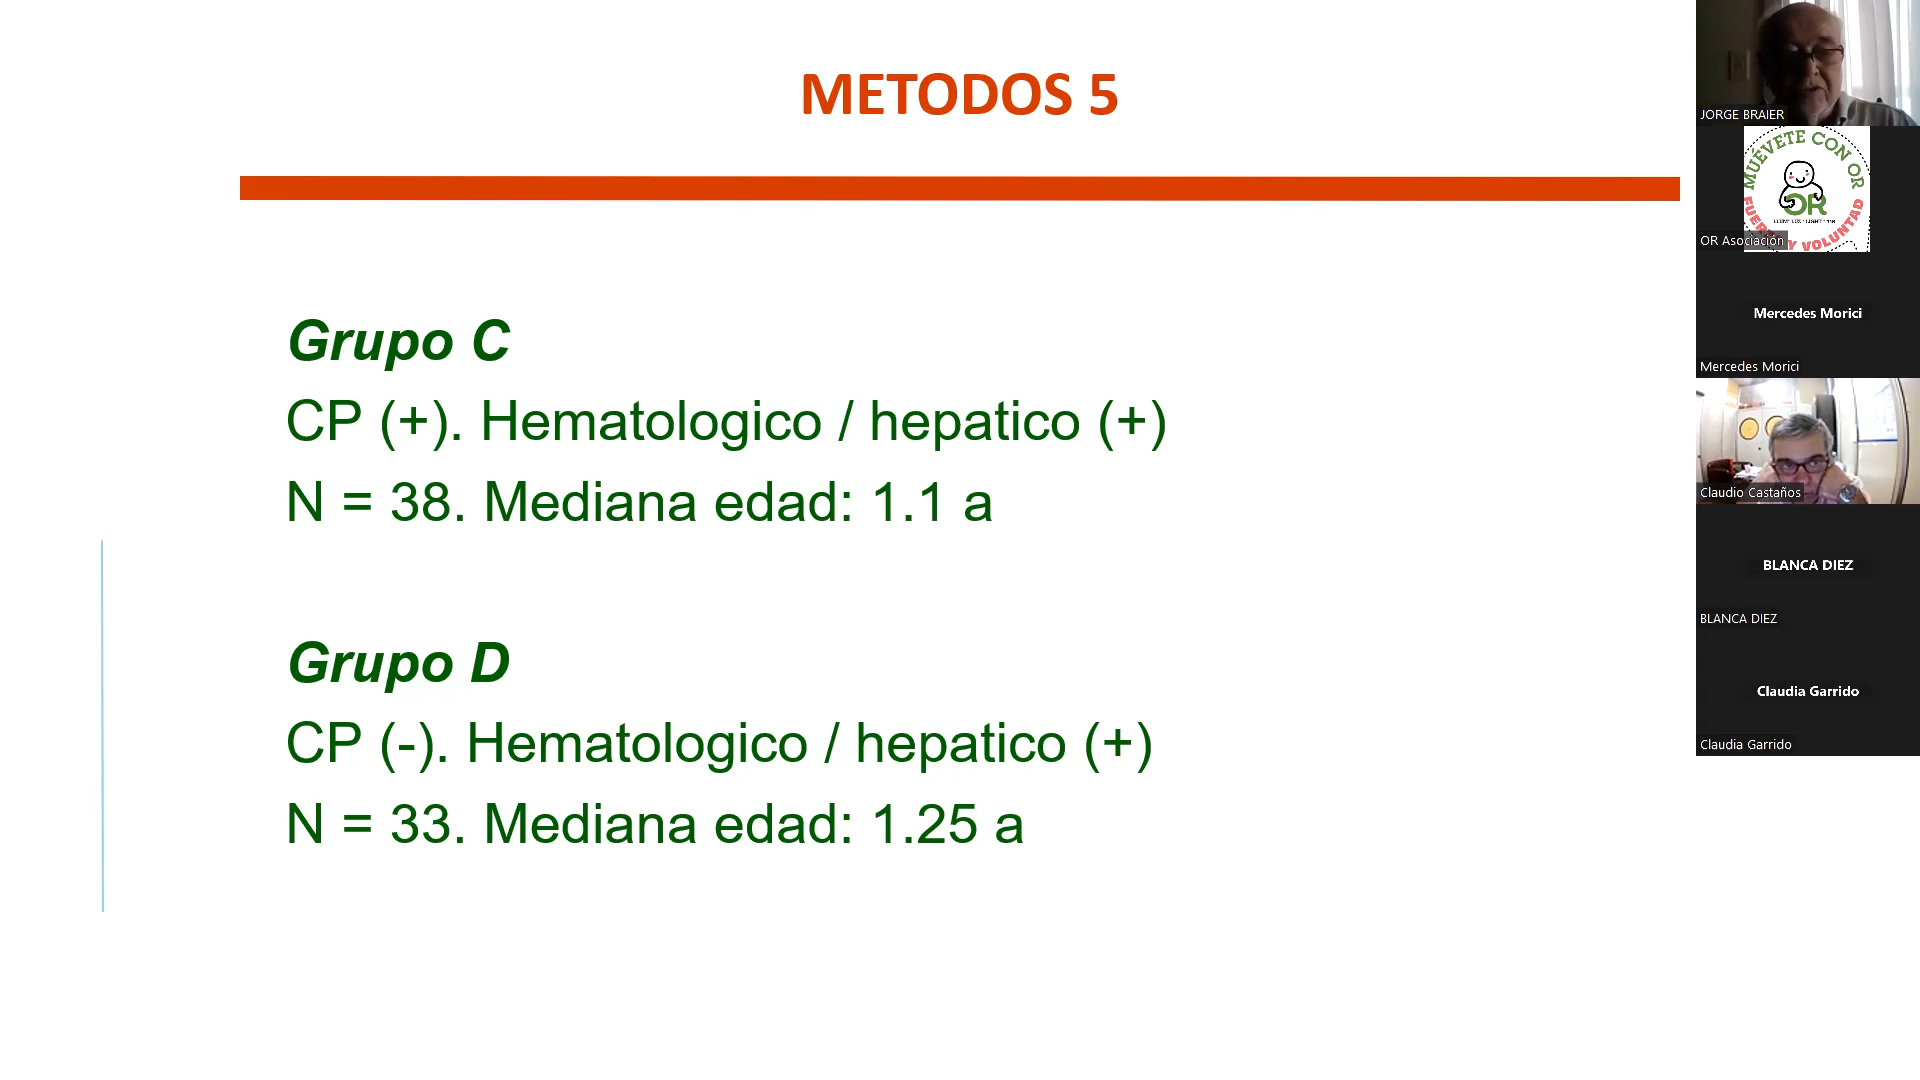 METODOS 5
Grupo C
CP (+). Hematologico / hepatico (+)
N = 38. Mediana edad: 1.1 a
Grupo D
CP (-). Hematologico / hepatico (+)
N = 33. Mediana edad: 1.25 a
JORGE BRAIER
MUÉVETE CON OR
OR
Y VOLUNTAD
OR Asociación
Mercedes Morici
Mercedes Morici
Claudio Castaños
BLANCA DIEZ
BLANCA DIEZ
Claudia Garrido
Claudia Garrido